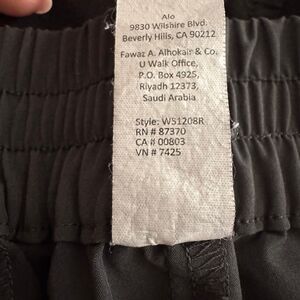 Alo
9830 Wilshire Blvd.
Beverly Hills, CA 90212
Fawaz A. Alhokair & Co.
U Walk Office,
P.O. Box 4925,
Riyadh 12373,
Saudi Arabia
Style: W51208R
RN # 87370
CA # 00803
VN # 7425